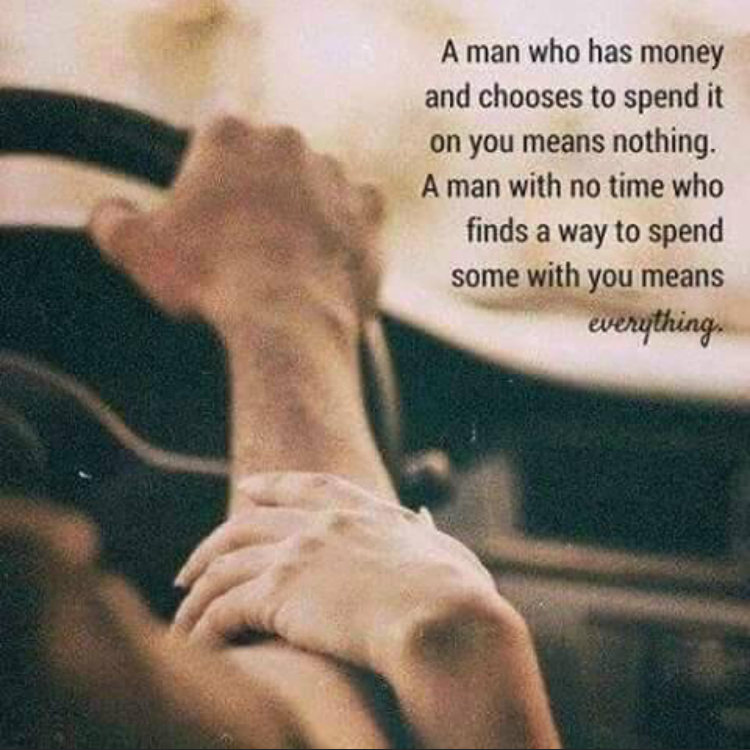 A man who has money
and chooses to spend it
on you means nothing.
A man with no time who
finds a way to spend
some with you means
everything.